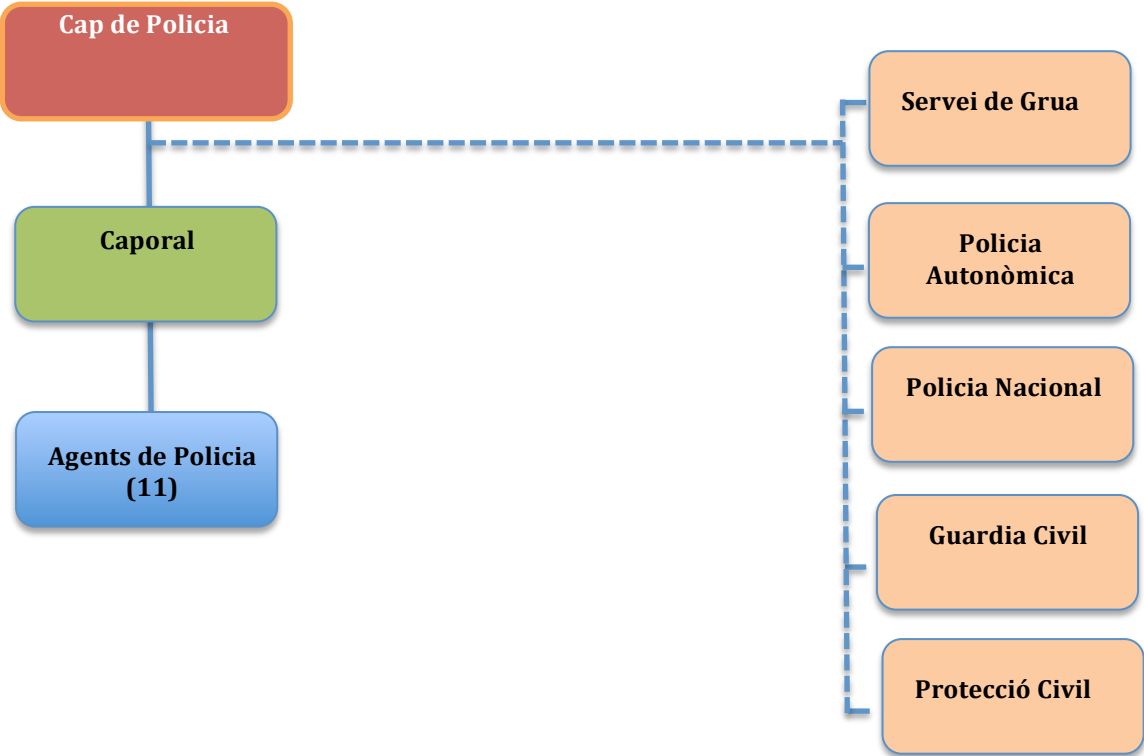 Cap de Policia
Caporal
Agents de Policia
(11)
Servei de Grua
Policia
Autonòmica
Policia Nacional
Guardia Civil
Protecció Civil